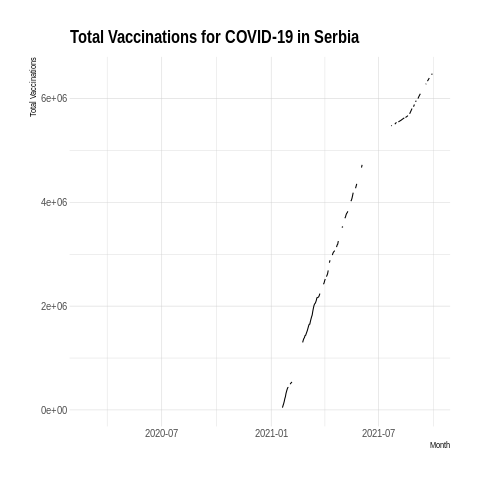 Total Vaccinations for COVID-19 in Serbia
Total Vaccinations
6e+06
4e+06
2e+06
0e+00
2020-07 2021-01 2021-07
Month